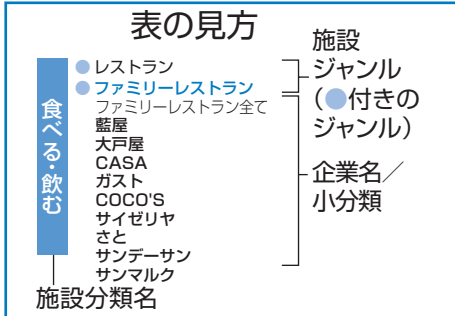 表の見方
食べる・飲む
●レストラン
●ファミリーレストラン
ファミリーレストラン全て
藍屋
大戸屋
CASA
ガスト
COCO'S
サイゼリヤ
さと
サンデーサン
サンマルク
施設
ジャンル
(●付きの
ジャンル)
企業名／
小分類
施設分類名